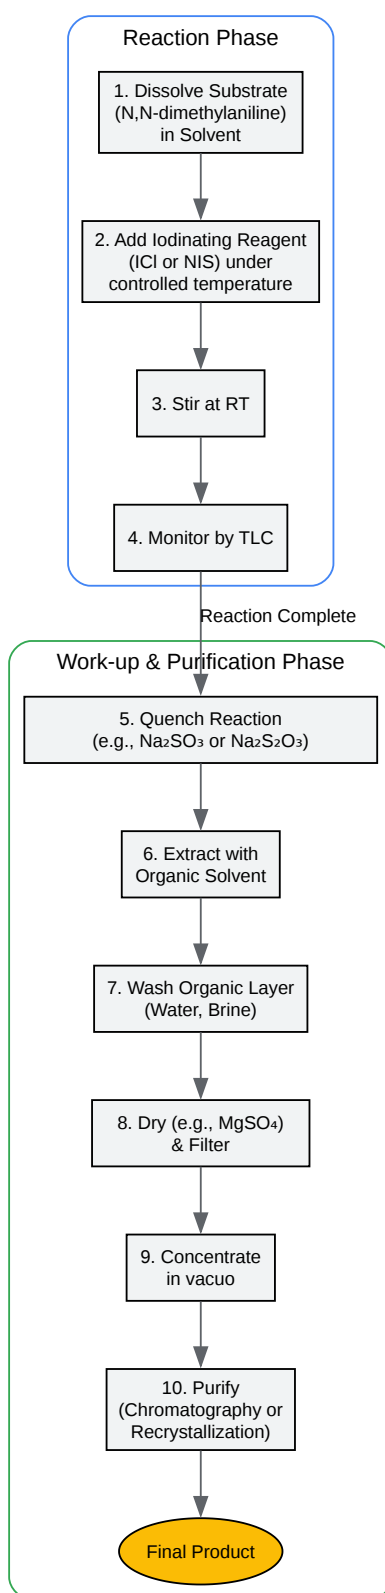 Reaction Phase
1. Dissolve Substrate
(N,N-dimethylaniline)
in Solvent
2. Add Iodinating Reagent
(ICl or NIS) under
controlled temperature
3. Stir at RT
4. Monitor by TLC
Reaction Complete
Work-up & Purification Phase
5. Quench Reaction
(e.g., Na₂SO₃ or Na₂S₂O₃)
6. Extract with
Organic Solvent
7. Wash Organic Layer
(Water, Brine)
8. Dry (e.g., MgSO₄)
& Filter
9. Concentrate
in vacuo
10. Purify
(Chromatography or
Recrystallization)
Final Product